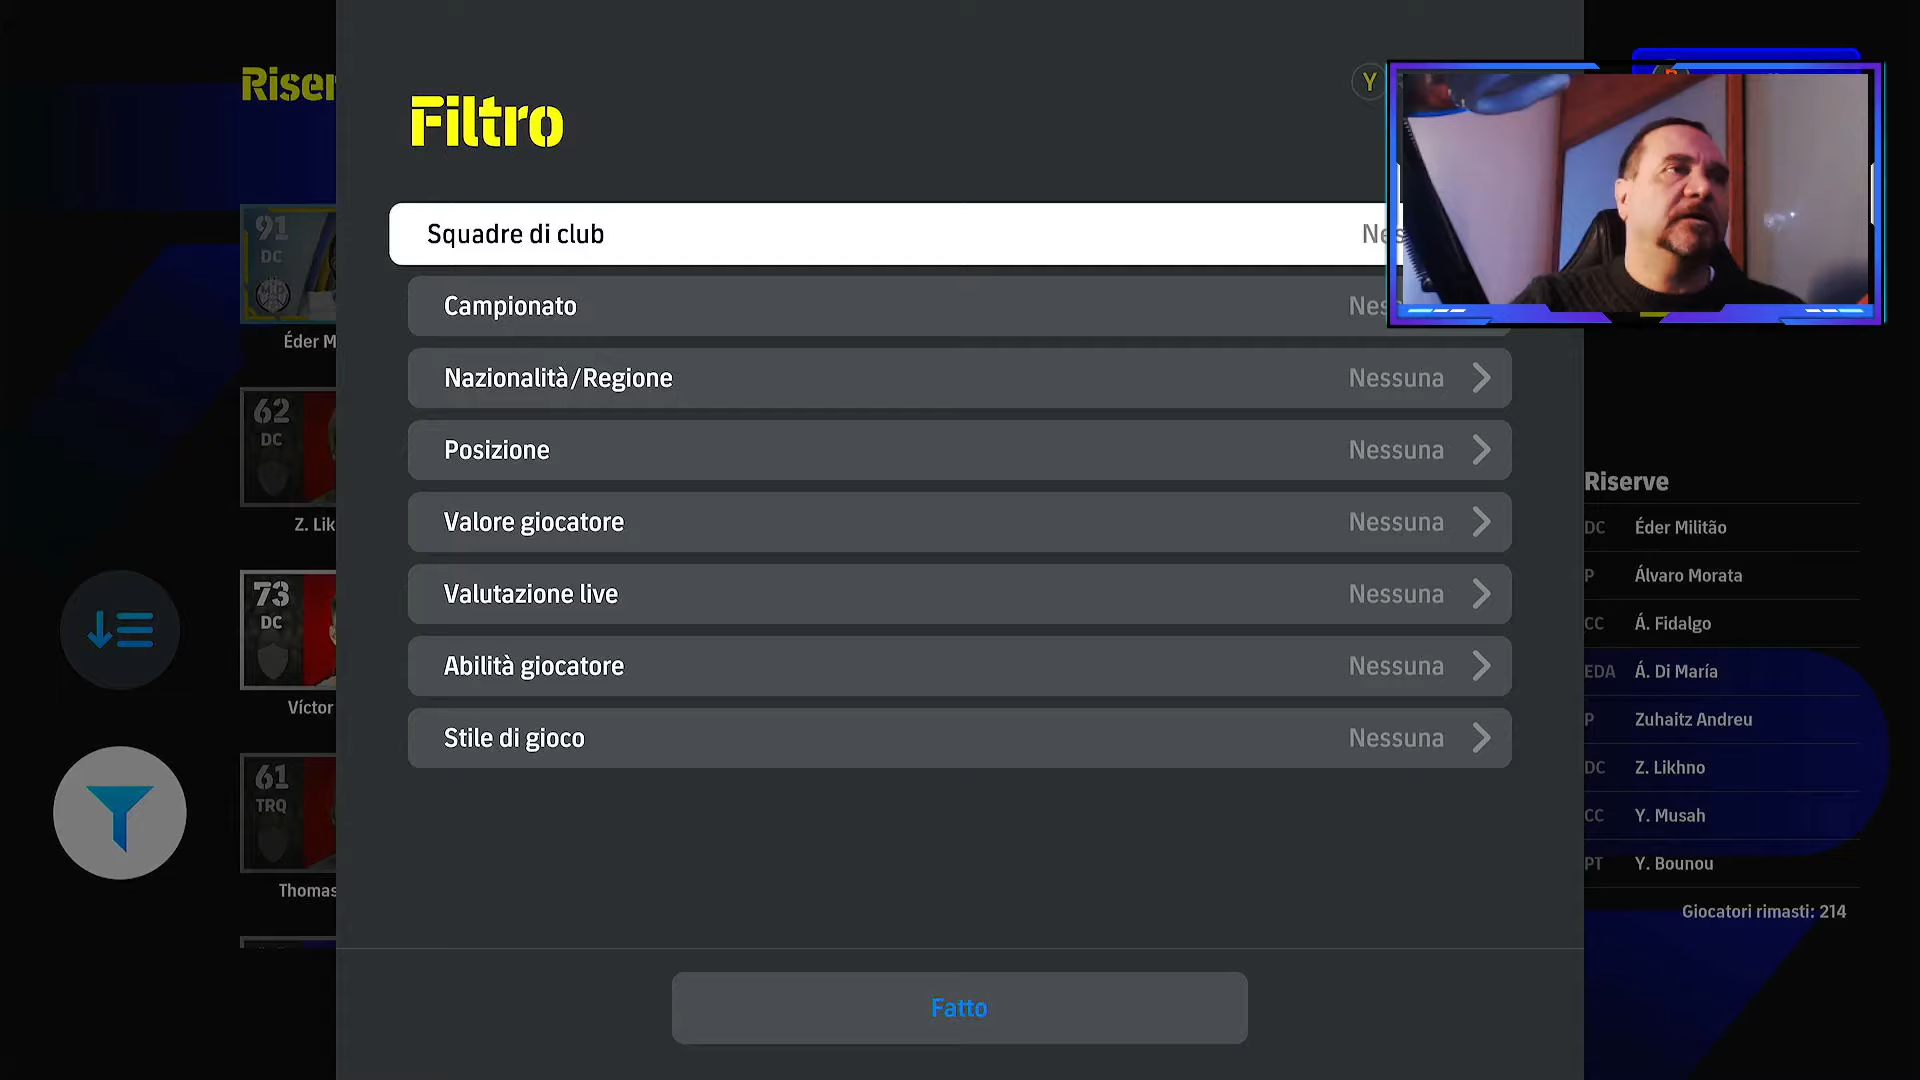 Riser
Filtro
Y
91
DC
Éder M
62
DC
Z. Lik
73
DC
Víctor
61
TRQ
Thomas
Squadre di club
Nes
Campionato
Nes
Nazionalità/Regione
Nessuna
Posizione
Nessuna
Valore giocatore
Nessuna
Valutazione live
Nessuna
Abilità giocatore
Nessuna
Stile di gioco
Nessuna
Fatto
Riserve
DC Éder Militão
P Álvaro Morata
CC Á. Fidalgo
EDA Á. Di María
P Zuhaitz Andreu
DC Z. Likhno
CC Y. Musah
PT Y. Bounou
Giocatori rimasti: 214